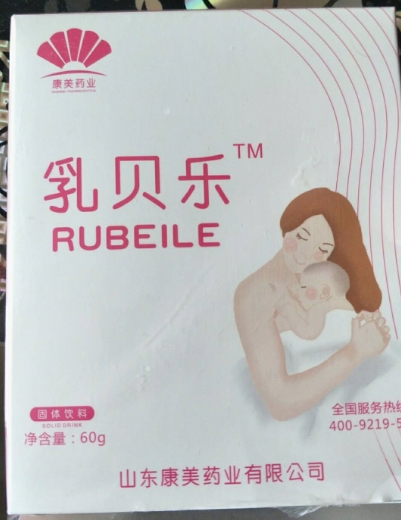 康美药业
乳贝乐™
RUBEILE
固体饮料
SOLID DRINK
净含量：60g
全国服务热线
400-9219-5
山东康美药业有限公司